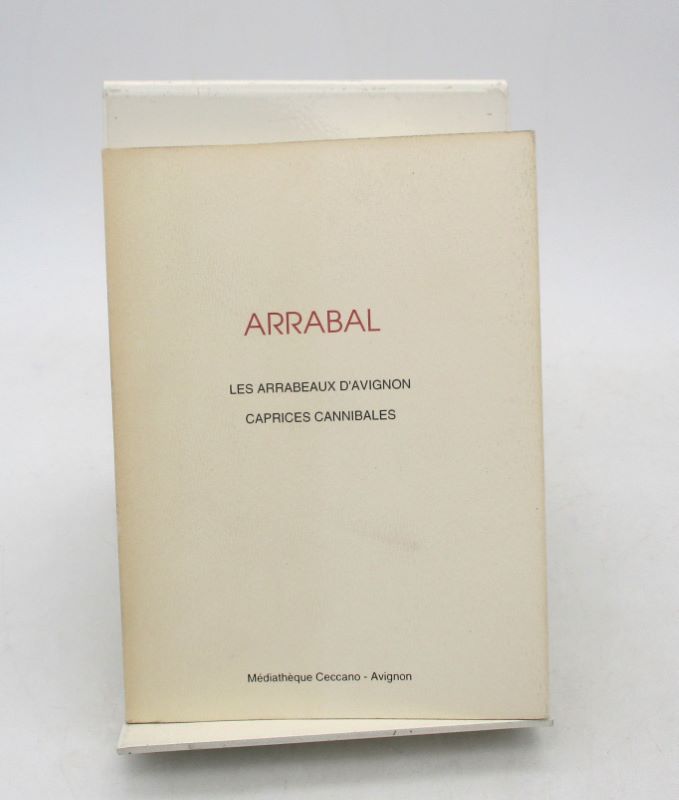 ARRABAL
LES ARRABEAUX D'AVIGNON
CAPRICES CANNIBALES
Médiathèque Ceccano - Avignon